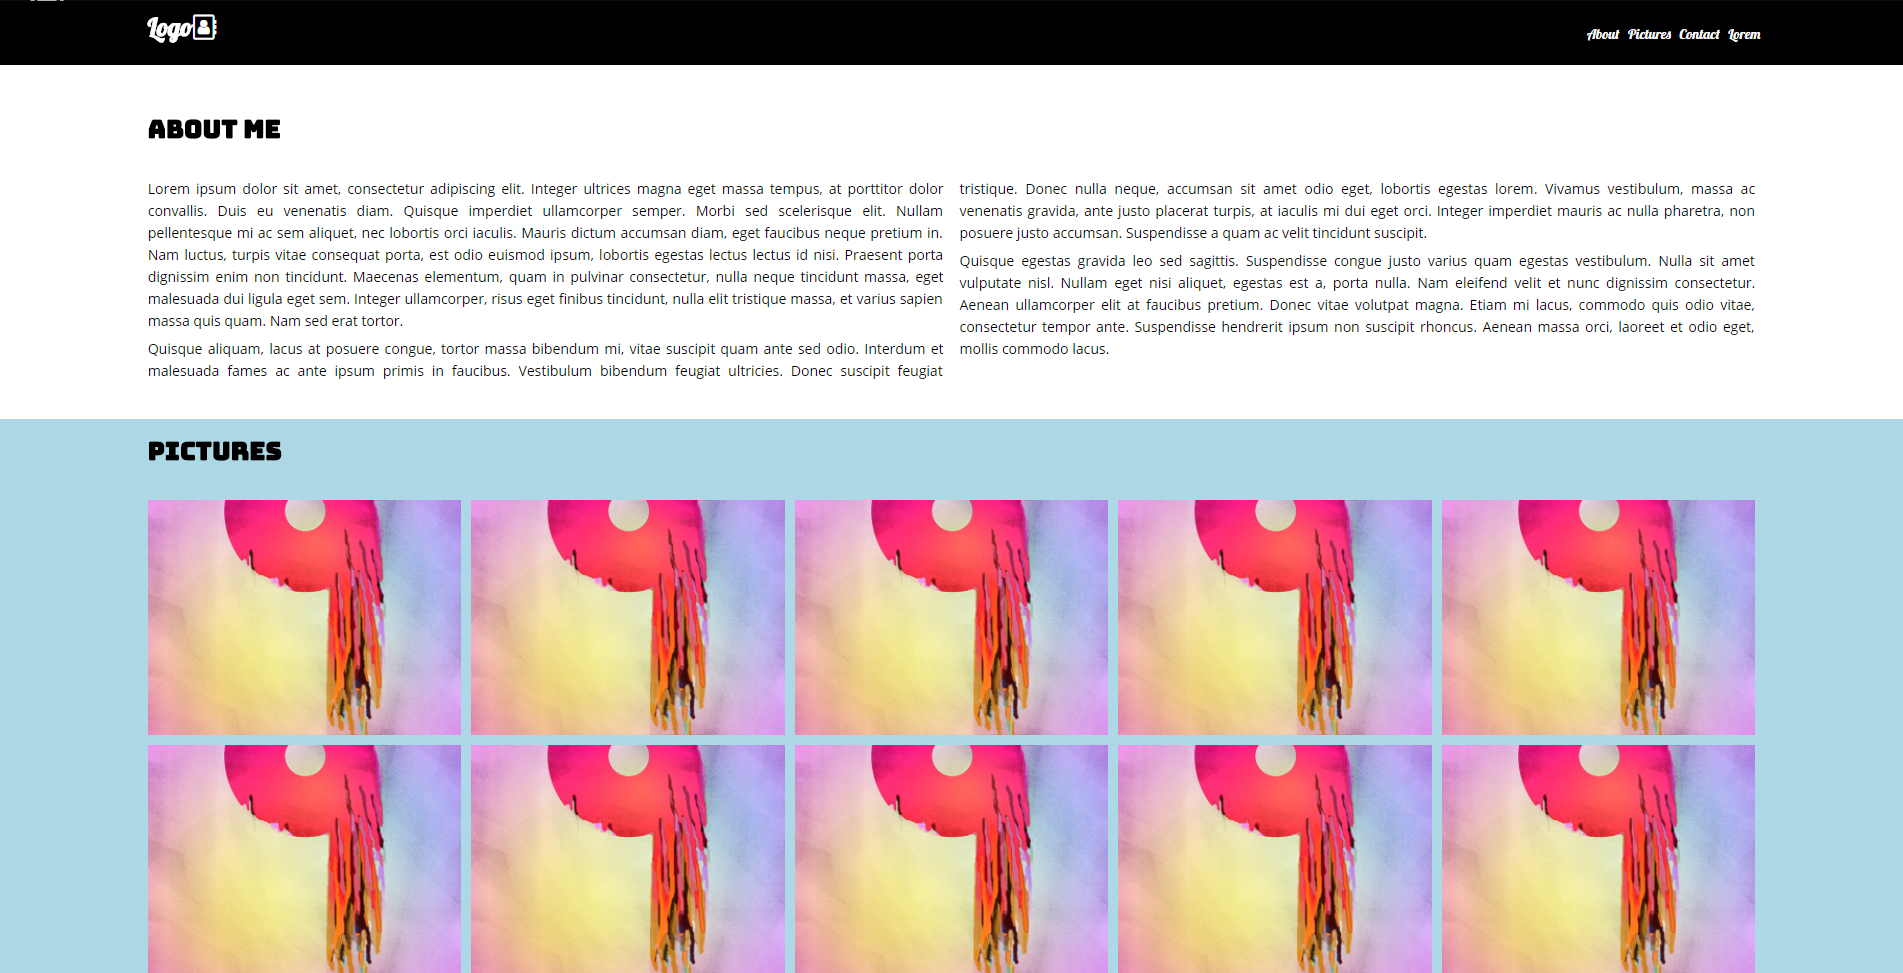 Logo
About Pictures Contact Lorem
ABOUT ME
Lorem ipsum dolor sit amet, consectetur adipiscing elit. Integer ultrices magna eget massa tempus, at porttitor dolor
convallis. Duis eu venenatis diam. Quisque imperdiet ullamcorper semper. Morbi sed scelerisque elit. Nullam
pellentesque mi ac sem aliquet, nec lobortis orci iaculis. Mauris dictum accumsan diam, eget faucibus neque pretium in.
Nam luctus, turpis vitae consequat porta, est odio euismod ipsum, lobortis egestas lectus lectus id nisi. Praesent porta
dignissim enim non tincidunt. Maecenas elementum, quam in pulvinar consectetur, nulla neque tincidunt massa, eget
malesuada dui ligula eget sem. Integer ullamcorper, risus eget finibus tincidunt, nulla elit tristique massa, et varius sapien
massa quis quam. Nam sed erat tortor.
Quisque aliquam, lacus at posuere congue, tortor massa bibendum mi, vitae suscipit quam ante sed odio. Interdum et
malesuada fames ac ante ipsum primis in faucibus. Vestibulum bibendum feugiat ultricies. Donec suscipit feugiat
tristique. Donec nulla neque, accumsan sit amet odio eget, lobortis egestas lorem. Vivamus vestibulum, massa ac
venenatis gravida, ante justo placerat turpis, at iaculis mi dui eget orci. Integer imperdiet mauris ac nulla pharetra, non
posuere justo accumsan. Suspendisse a quam ac velit tincidunt suscipit.
Quisque egestas gravida leo sed sagittis. Suspendisse congue justo varius quam egestas vestibulum. Nulla sit amet
vulputate nisl. Nullam eget nisi aliquet, egestas est a, porta nulla. Nam eleifend velit et nunc dignissim consectetur.
Aenean ullamcorper elit at faucibus pretium. Donec vitae volutpat magna. Etiam mi lacus, commodo quis odio vitae,
consectetur tempor ante. Suspendisse hendrerit ipsum non suscipit rhoncus. Aenean massa orci, laoreet et odio eget,
mollis commodo lacus.
PICTURES